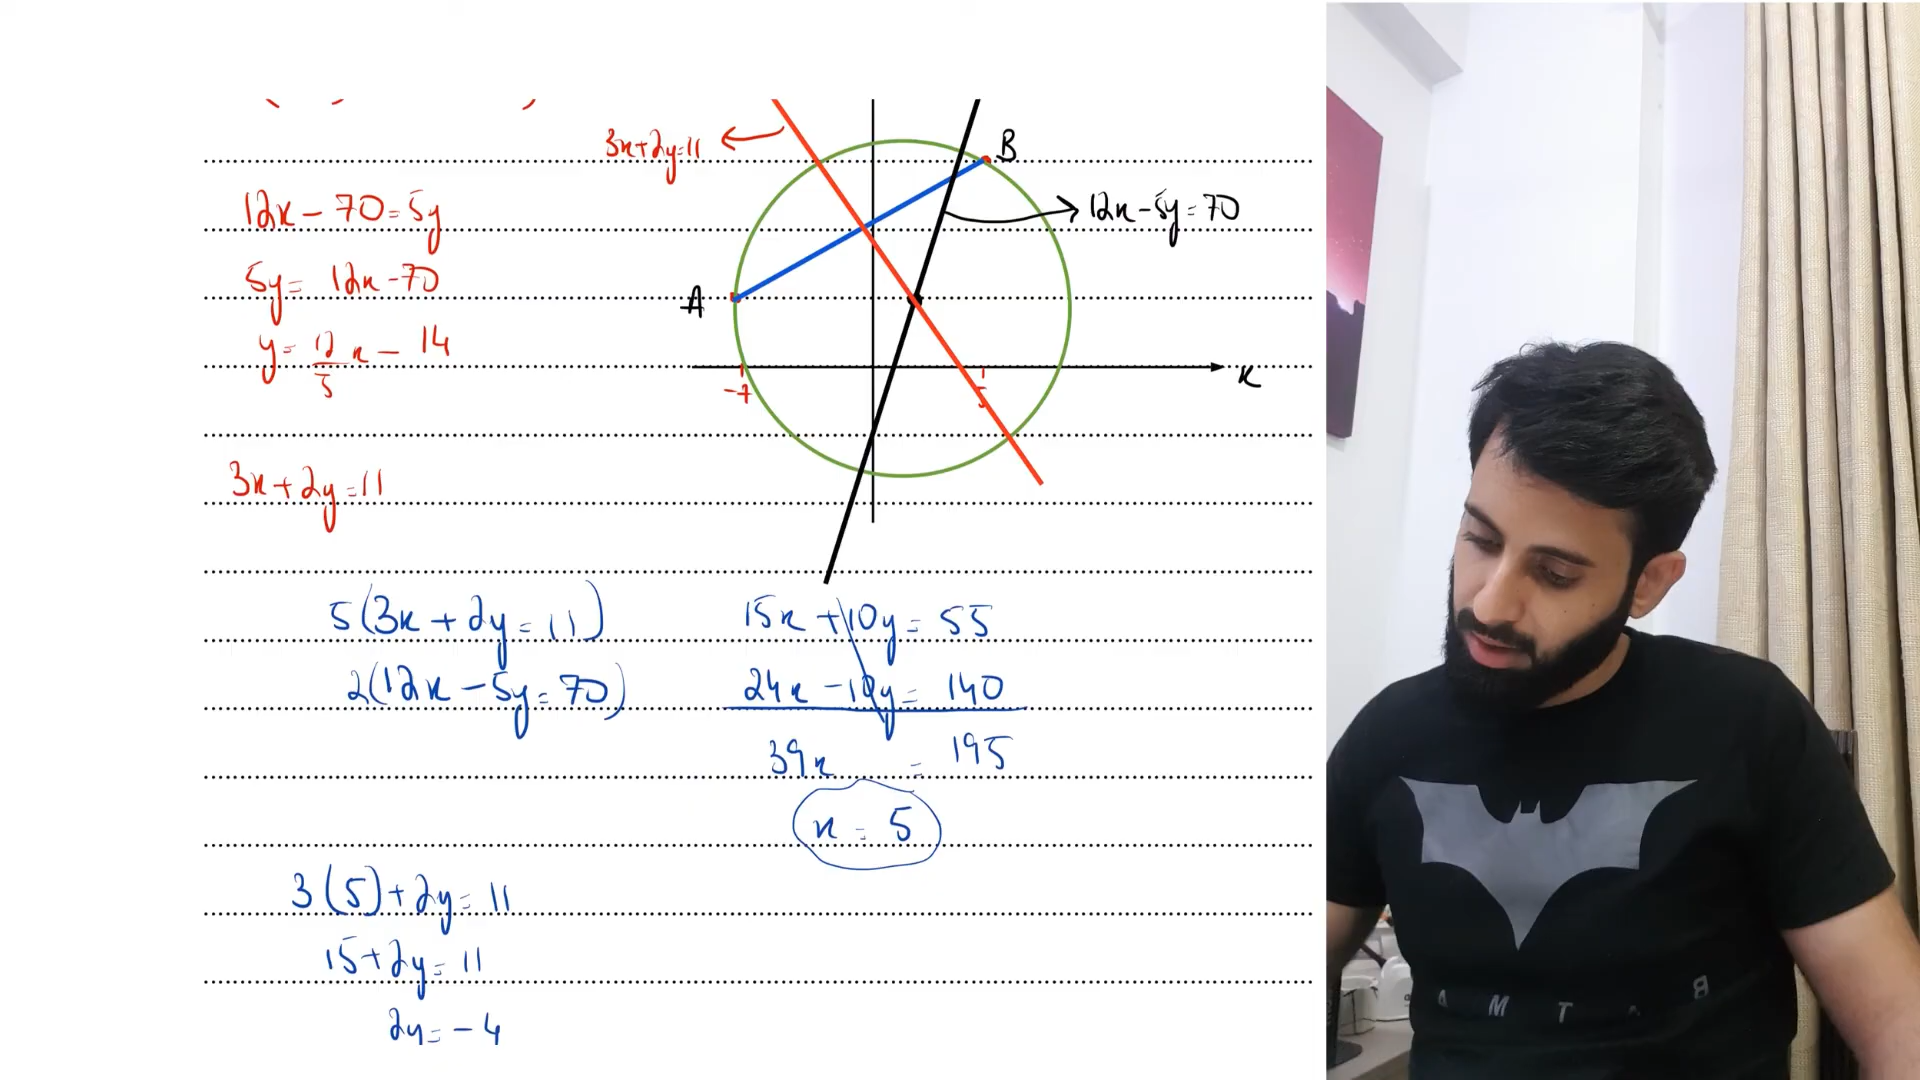 3x+2y=11
B
12x - 70 = 5y
12x - 5y = 70
5y = 12x - 70
A
y = 12/5 x - 14
-7
5
x
3x + 2y = 11
5(3x + 2y = 11)
15x + 10y = 55
2(12x - 5y = 70)
24x - 10y = 140
39x = 195
x = 5
3(5) + 2y = 11
15 + 2y = 11
2y = -4